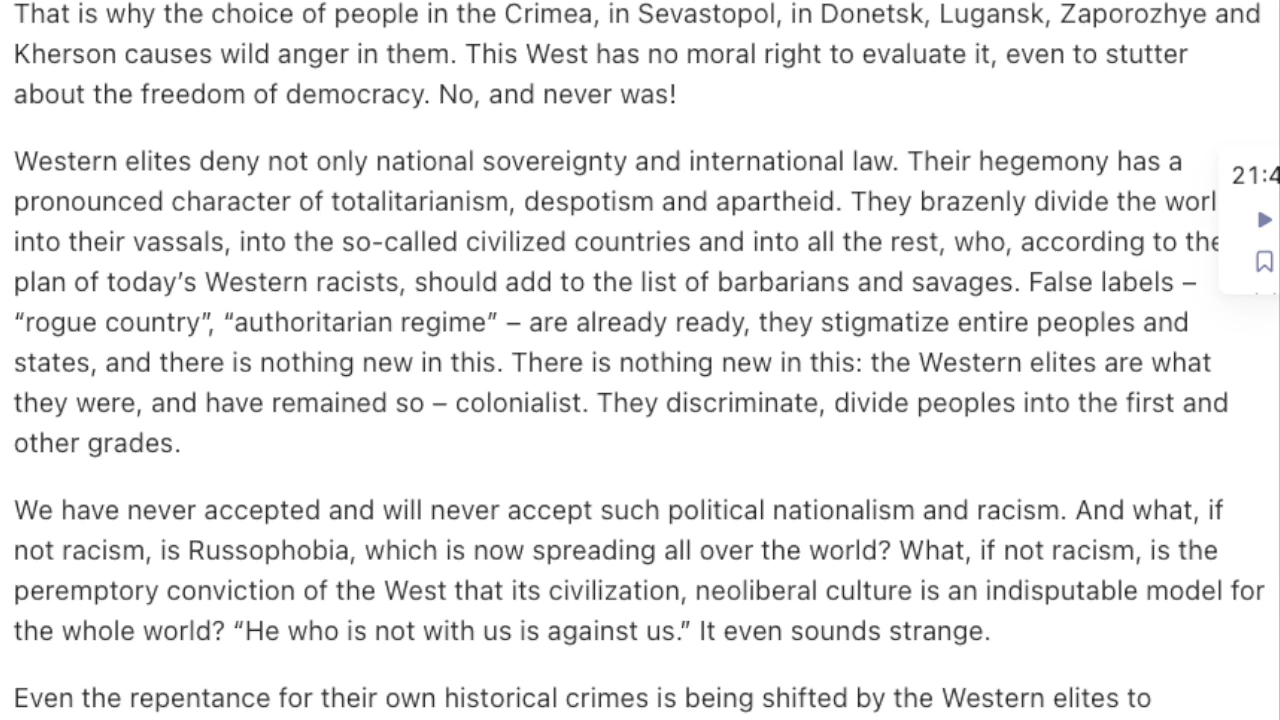 That is why the choice of people in the Crimea, in Sevastopol, in Donetsk, Lugansk, Zaporozhye and
Kherson causes wild anger in them. This West has no moral right to evaluate it, even to stutter
about the freedom of democracy. No, and never was!
Western elites deny not only national sovereignty and international law. Their hegemony has a
pronounced character of totalitarianism, despotism and apartheid. They brazenly divide the worl
into their vassals, into the so-called civilized countries and into all the rest, who, according to the
plan of today’s Western racists, should add to the list of barbarians and savages. False labels –
“rogue country”, “authoritarian regime” – are already ready, they stigmatize entire peoples and
states, and there is nothing new in this. There is nothing new in this: the Western elites are what
they were, and have remained so – colonialist. They discriminate, divide peoples into the first and
other grades.
We have never accepted and will never accept such political nationalism and racism. And what, if
not racism, is Russophobia, which is now spreading all over the world? What, if not racism, is the
peremptory conviction of the West that its civilization, neoliberal culture is an indisputable model for
the whole world? “He who is not with us is against us.” It even sounds strange.
Even the repentance for their own historical crimes is being shifted by the Western elites to
21:4